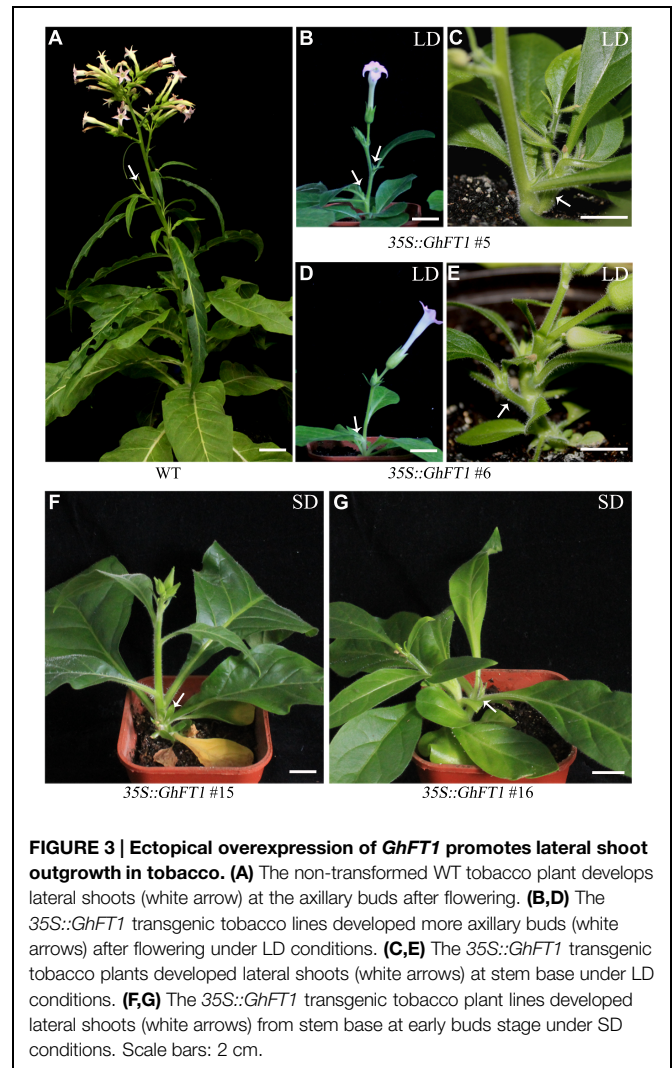 A
B LD
C LD
35S::GhFT1 #5
D LD
E LD
WT
35S::GhFT1 #6
F SD
G SD
35S::GhFT1 #15
35S::GhFT1 #16
FIGURE 3 | Ectopical overexpression of GhFT1 promotes lateral shoot
outgrowth in tobacco. (A) The non-transformed WT tobacco plant develops
lateral shoots (white arrow) at the axillary buds after flowering. (B,D) The
35S::GhFT1 transgenic tobacco lines developed more axillary buds (white
arrows) after flowering under LD conditions. (C,E) The 35S::GhFT1 transgenic
tobacco plants developed lateral shoots (white arrows) at stem base under LD
conditions. (F,G) The 35S::GhFT1 transgenic tobacco plant lines developed
lateral shoots (white arrows) from stem base at early buds stage under SD
conditions. Scale bars: 2 cm.